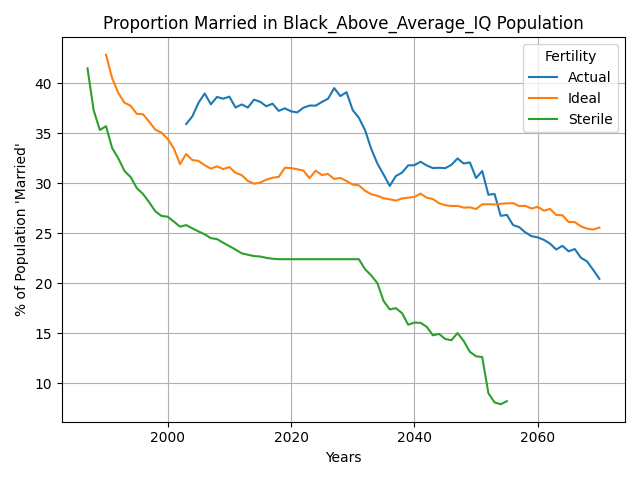 Proportion Married in Black_Above_Average_IQ Population
% of Population 'Married'
40
35
30
25
20
15
10
Fertility
Actual
Ideal
Sterile
2000
2020
2040
2060
Years